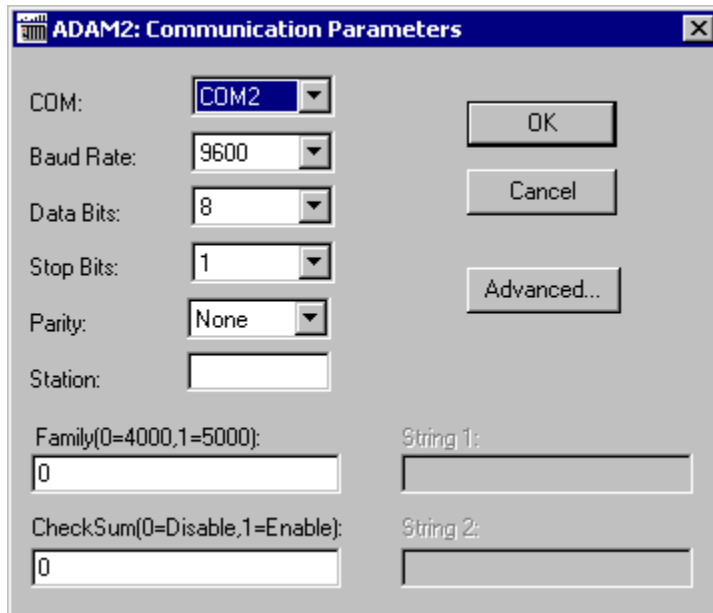 ADAM2: Communication Parameters
COM: COM2
OK
Baud Rate: 9600
Cancel
Data Bits: 8
Stop Bits: 1
Advanced...
Parity: None
Station:
Family(0=4000,1=5000): String 1:
0
CheckSum(0=Disable,1=Enable): String 2:
0